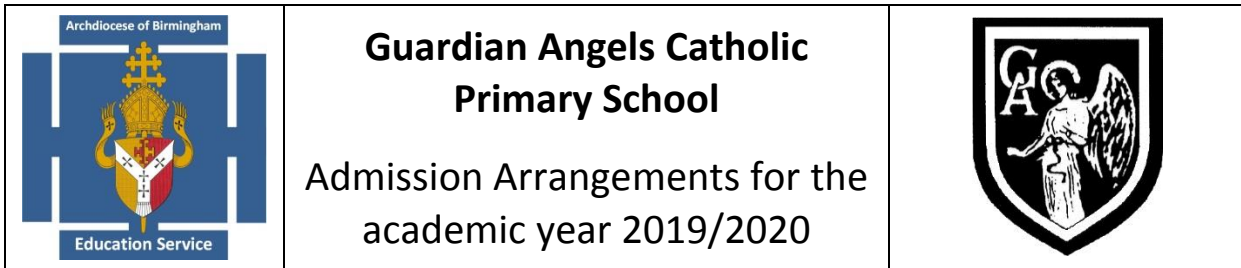 Archdiocese of Birmingham
Education Service
Guardian Angels Catholic
Primary School
Admission Arrangements for the
academic year 2019/2020
GA